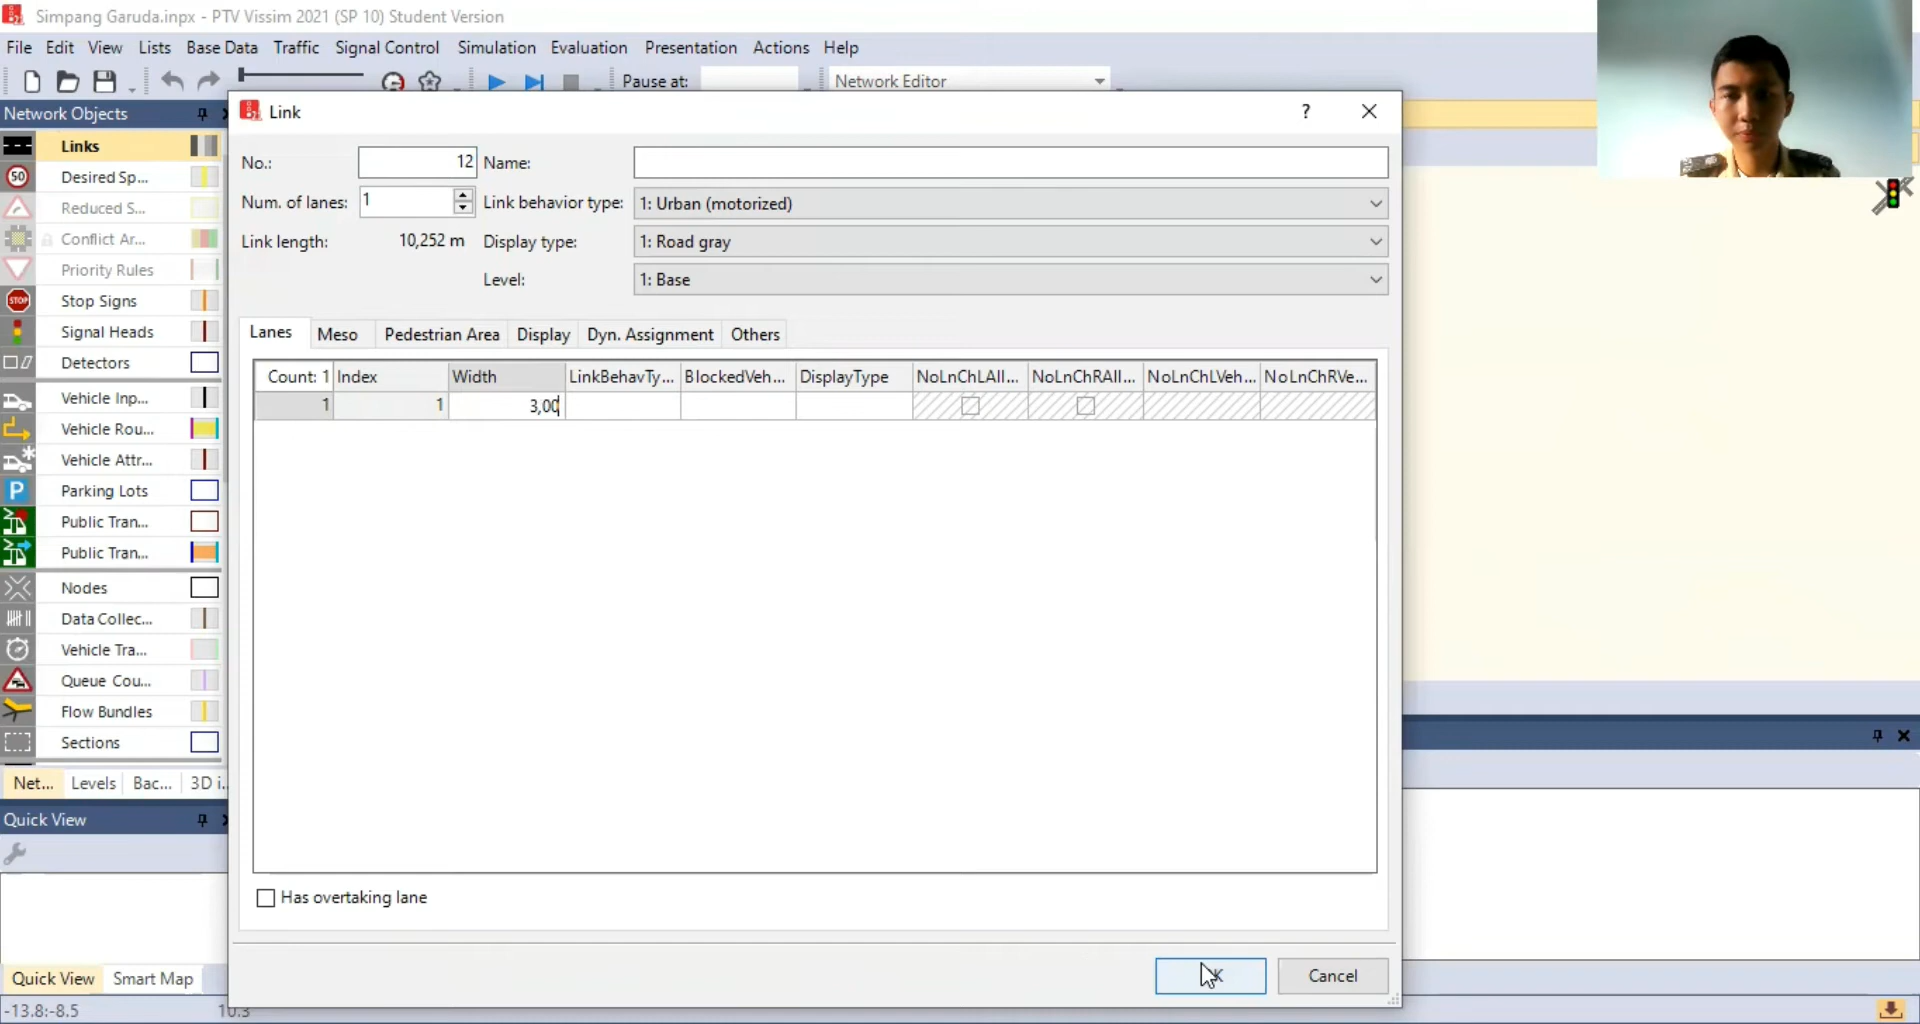 Simpang Garuda.inpx - PTV Vissim 2021 (SP 10) Student Version
File Edit View Lists Base Data Traffic Signal Control Simulation Evaluation Presentation Actions Help
Pause at: Network Editor
Network Objects
Link
?
No.: 12 Name:
Num. of lanes: 1 Link behavior type: 1: Urban (motorized)
Link length: 10,252 m Display type: 1: Road gray
Level: 1: Base
Lanes Meso Pedestrian Area Display Dyn. Assignment Others
Count: 1 Index Width LinkBehavTy... BlockedVeh... DisplayType NoLnChLAll... NoLnChRAll... NoLnChLVeh... NoLnChRVe...
1 1 3,00
Has overtaking lane
Cancel
Links
50 Desired Sp...
Reduced S...
Conflict Ar...
Priority Rules
STOP Stop Signs
Signal Heads
Detectors
Vehicle Inp...
Vehicle Rou...
Vehicle Attr...
P Parking Lots
Public Tran...
Public Tran...
Nodes
Data Collec...
Vehicle Tra...
Queue Cou...
Flow Bundles
Sections
Net... Levels Bac... 3D i...
Quick View
Quick View Smart Map
-13.8:-8.5 10.3